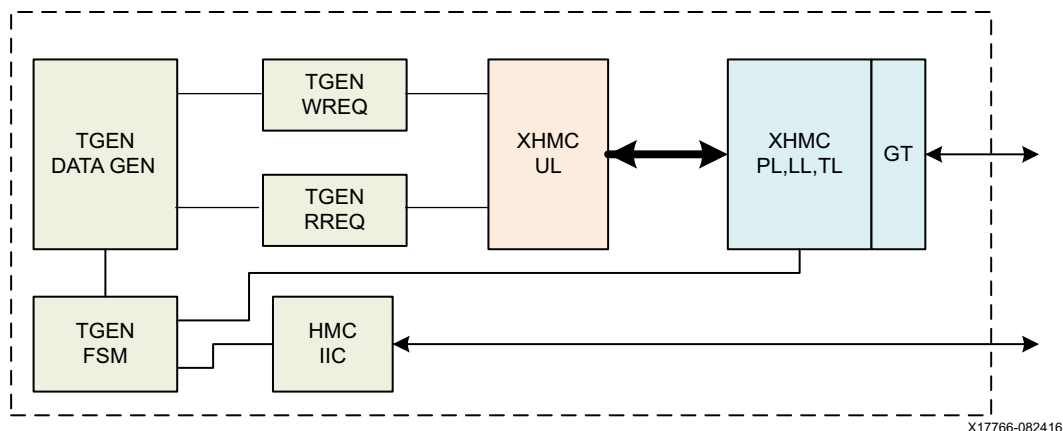 TGEN
DATA GEN
TGEN
WREQ
TGEN
RREQ
XHMC
UL
XHMC
PL,LL,TL
GT
TGEN
FSM
HMC
IIC
X17766-082416